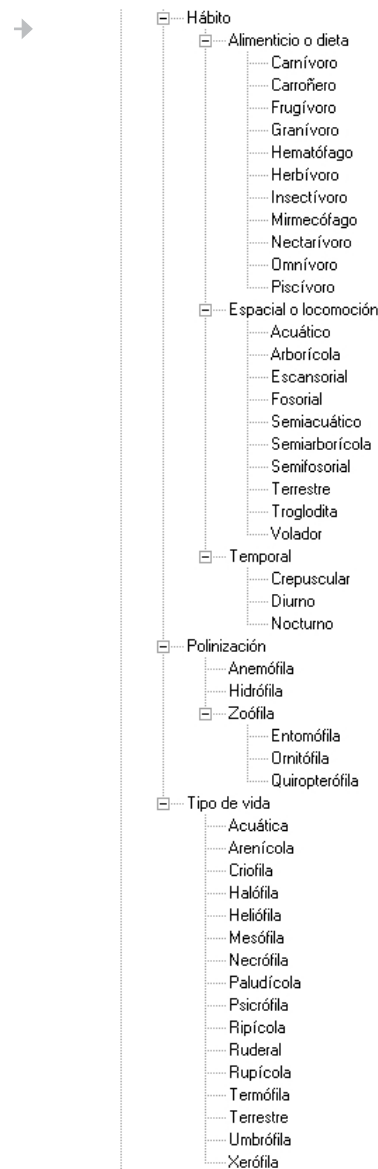 Hábito
Alimenticio o dieta
Carnívoro
Carroñero
Frugívoro
Granívoro
Hematófago
Herbívoro
Insectívoro
Mirmecófago
Nectarívoro
Omnívoro
Piscívoro
Espacial o locomoción
Acuático
Arborícola
Escansorial
Fosorial
Semiacuático
Semiarborícola
Semifosorial
Terrestre
Troglodita
Volador
Temporal
Crepuscular
Diurno
Nocturno
Polinización
Anemófila
Hidrófila
Zoófila
Entomófila
Ornitófila
Quiropterófila
Tipo de vida
Acuática
Arenícola
Criofila
Halófila
Heliófila
Mesófila
Necrófila
Paludícola
Psicrófila
Ripícola
Ruderal
Rupícola
Termófila
Terrestre
Umbrófila
Xerófila